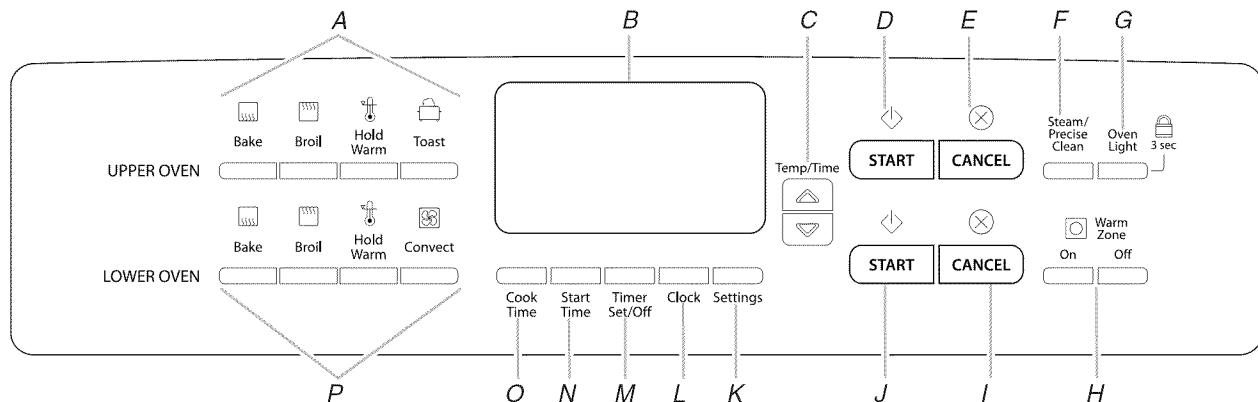 A B C D E F G
Bake Broil Hold Warm Toast
UPPER OVEN
Bake Broil Hold Warm Convect
LOWER OVEN
Temp/Time
START CANCEL
START CANCEL
Steam/
Precise
Clean
Oven
Light
3 sec
Warm
Zone
On Off
Cook
Time
Start
Time
Timer
Set/Off
Clock
Settings
P O N M L K J I H